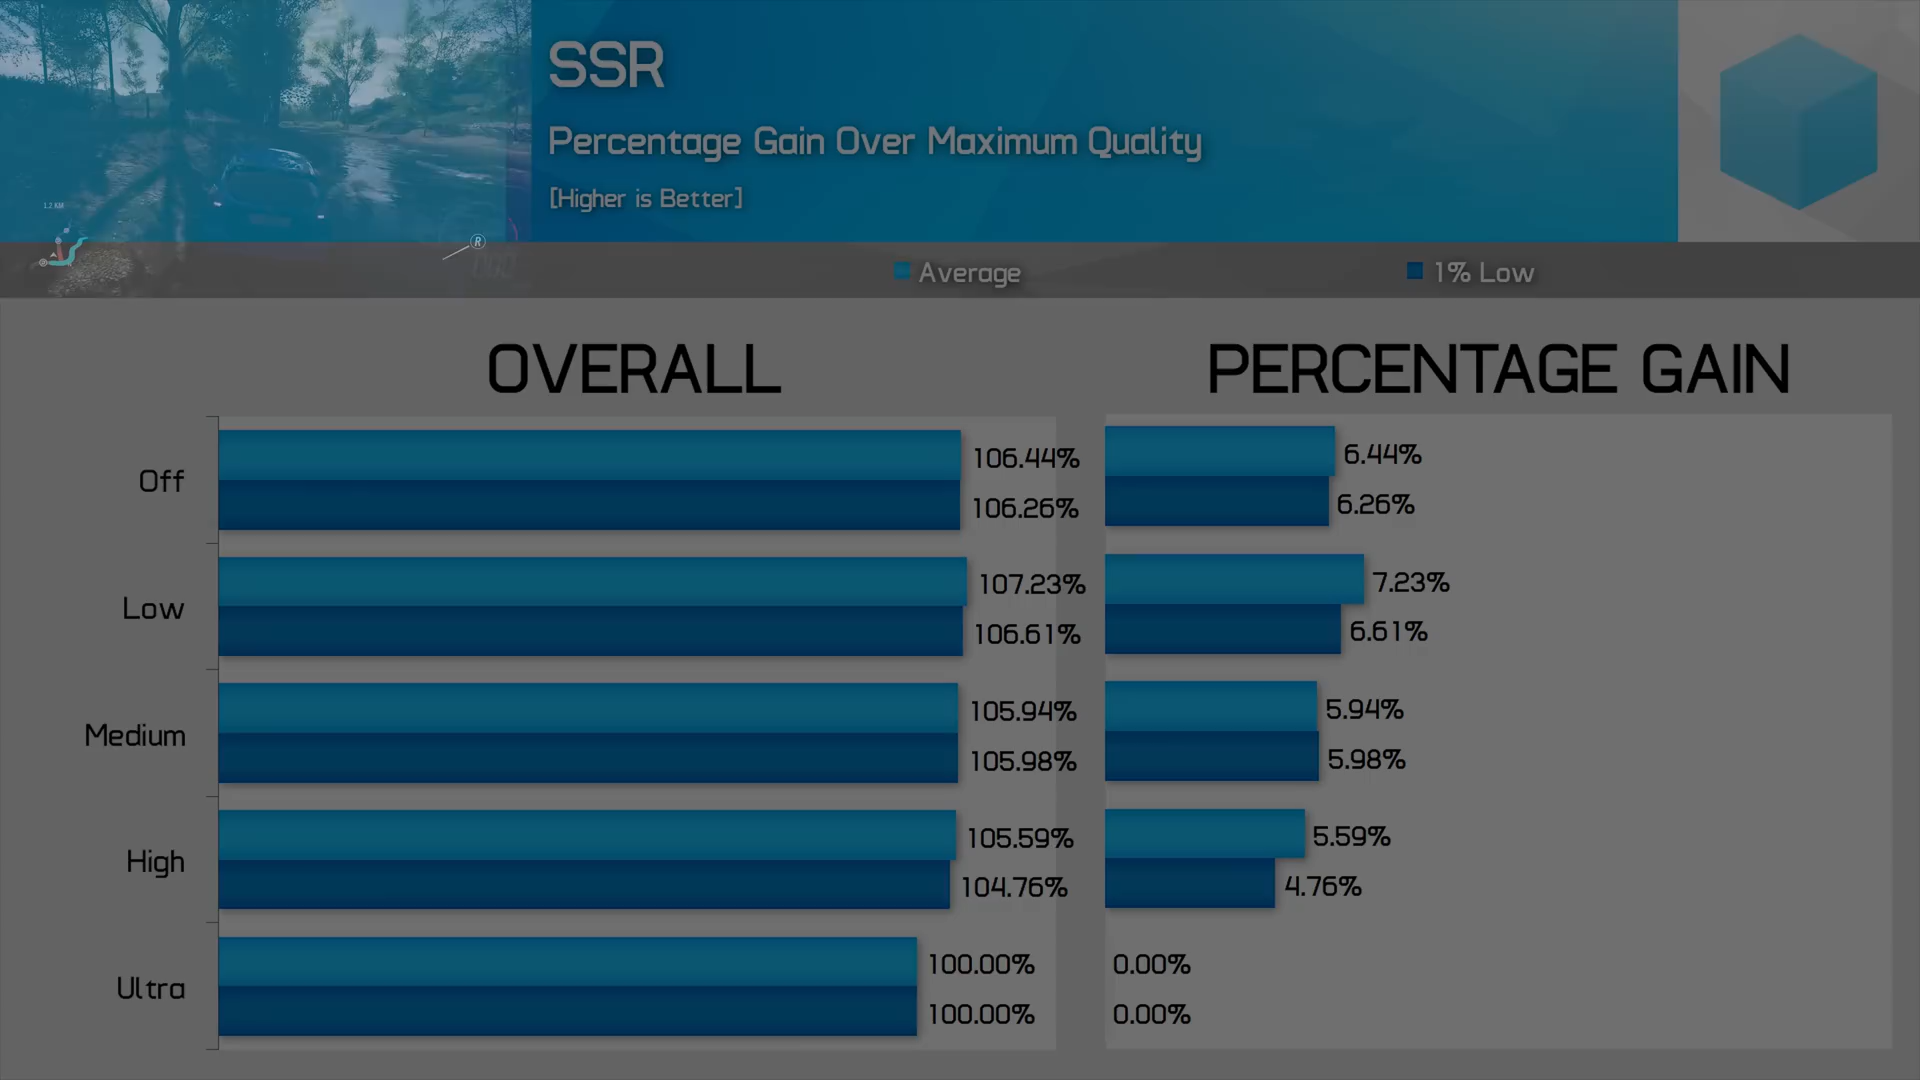 SSR
Percentage Gain Over Maximum Quality
[Higher is Better]
1.2 KM
R
Average
1% Low
OVERALL
PERCENTAGE GAIN
Off
106.44%
106.26%
6.44%
6.26%
Low
107.23%
106.61%
7.23%
6.61%
Medium
105.94%
105.98%
5.94%
5.98%
High
105.59%
104.76%
5.59%
4.76%
Ultra
100.00%
100.00%
0.00%
0.00%